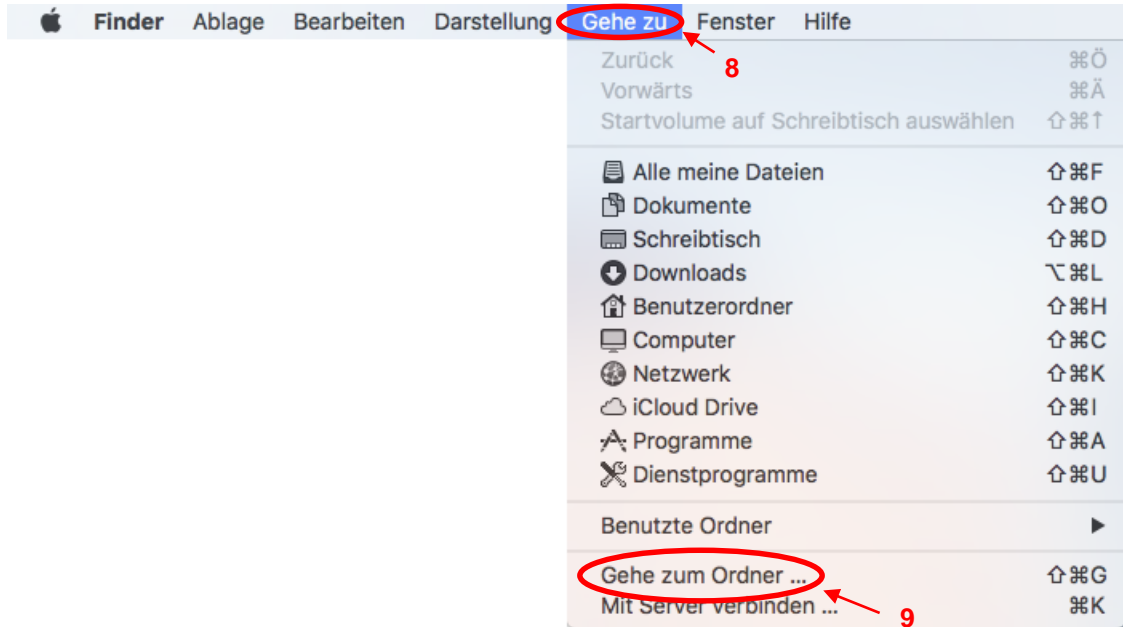 Finder Ablage Bearbeiten Darstellung Gehe zu Fenster Hilfe
Zurück ⌘Ö
8
Vorwärts ⌘Ä
Startvolume auf Schreibtisch auswählen ⇧⌘↑
Alle meine Dateien ⇧⌘F
Dokumente ⇧⌘O
Schreibtisch ⇧⌘D
Downloads ⌥⌘L
Benutzerordner ⇧⌘H
Computer ⇧⌘C
Netzwerk ⇧⌘K
iCloud Drive ⇧⌘I
Programme ⇧⌘A
Dienstprogramme ⇧⌘U
Benutzte Ordner
Gehe zum Ordner ... ⇧⌘G
Mit Server verbinden ... ⌘K
9